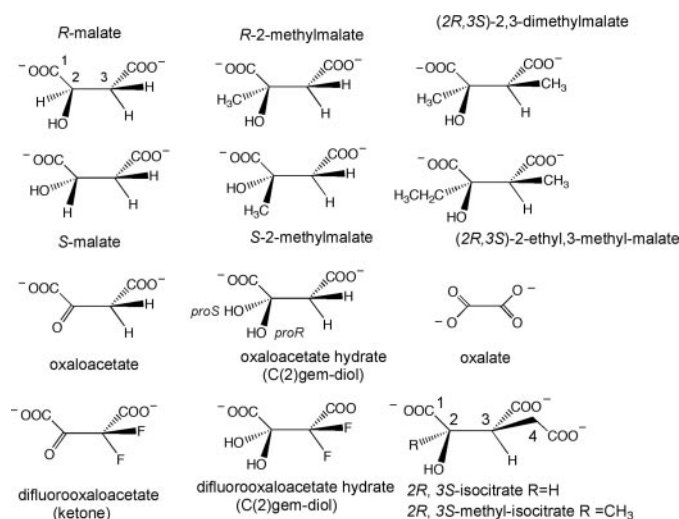 R-malate
R-2-methylmalate
(2R,3S)-2,3-dimethylmalate
⁻OOC 1 2 3 COO⁻
H H H HO
⁻OOC COO⁻
H₃C H H HO
⁻OOC COO⁻
H₃C CH₃ H HO
⁻OOC COO⁻
HO H H H
⁻OOC COO⁻
HO H H H₃C
⁻OOC COO⁻
H₃CH₂C CH₃ H HO
S-malate
S-2-methylmalate
(2R,3S)-2-ethyl,3-methyl-malate
⁻OOC COO⁻
O H H
⁻OOC COO⁻
proS HO H H
HO proR
O O⁻
⁻O O
oxaloacetate
oxaloacetate hydrate
(C(2)gem-diol)
oxalate
⁻OOC COO⁻
O F F
⁻OOC COO
HO F HO F
⁻OOC 1 2 3 COO⁻
R 4 COO⁻
HO H
difluorooxaloacetate
(ketone)
difluorooxaloacetate hydrate
(C(2)gem-diol)
2R, 3S-isocitrate R=H
2R, 3S-methyl-isocitrate R =CH₃